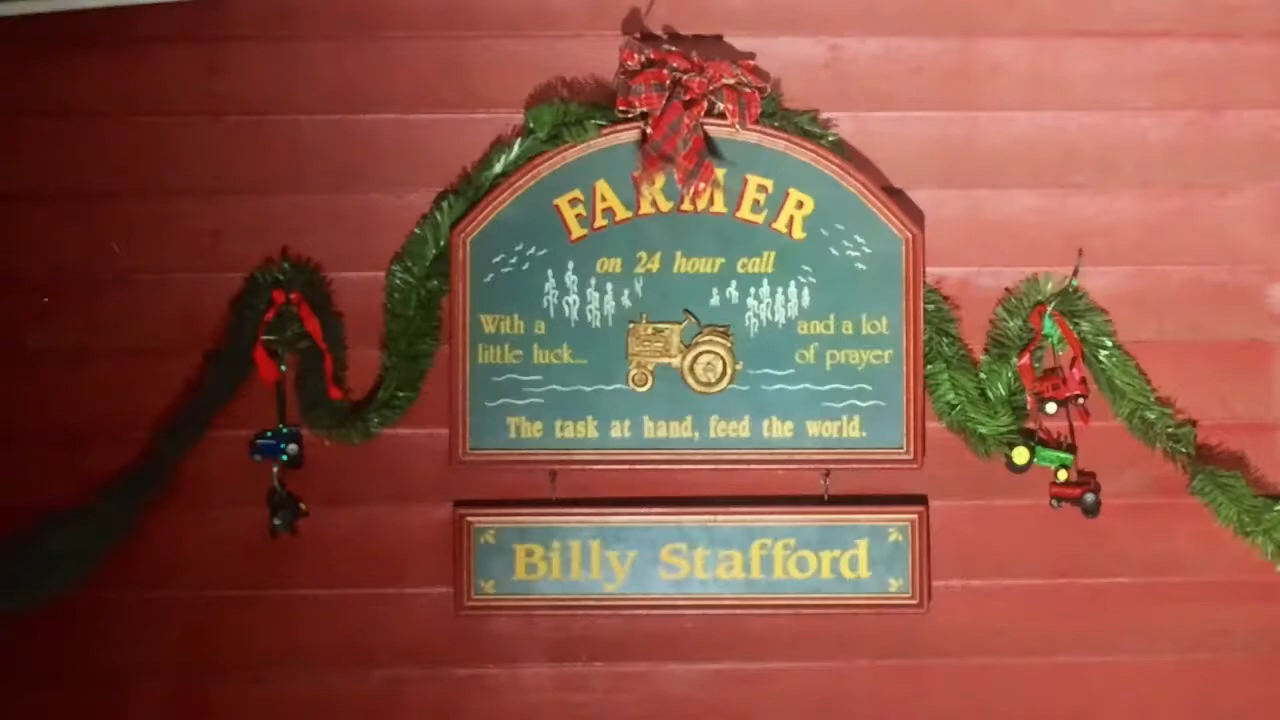 FARMER
on 24 hour call
With a
little luck...
and a lot
of prayer
The task at hand, feed the world.
Billy Stafford